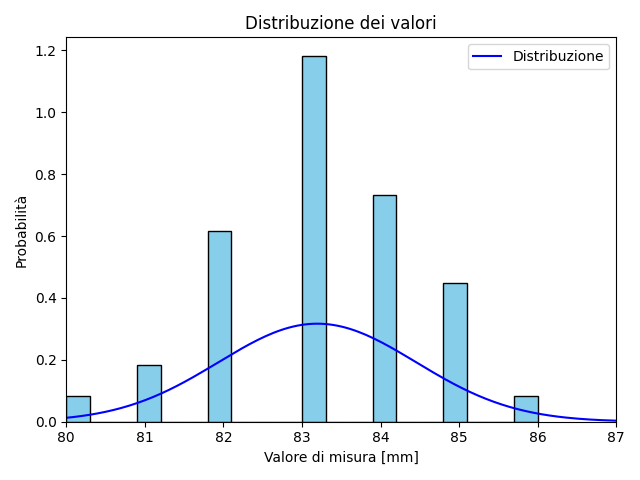 Distribuzione dei valori
Distribuzione
1.2
1.0
0.8
0.6
0.4
0.2
0.0
Probabilità
80 81 82 83 84 85 86 87
Valore di misura [mm]